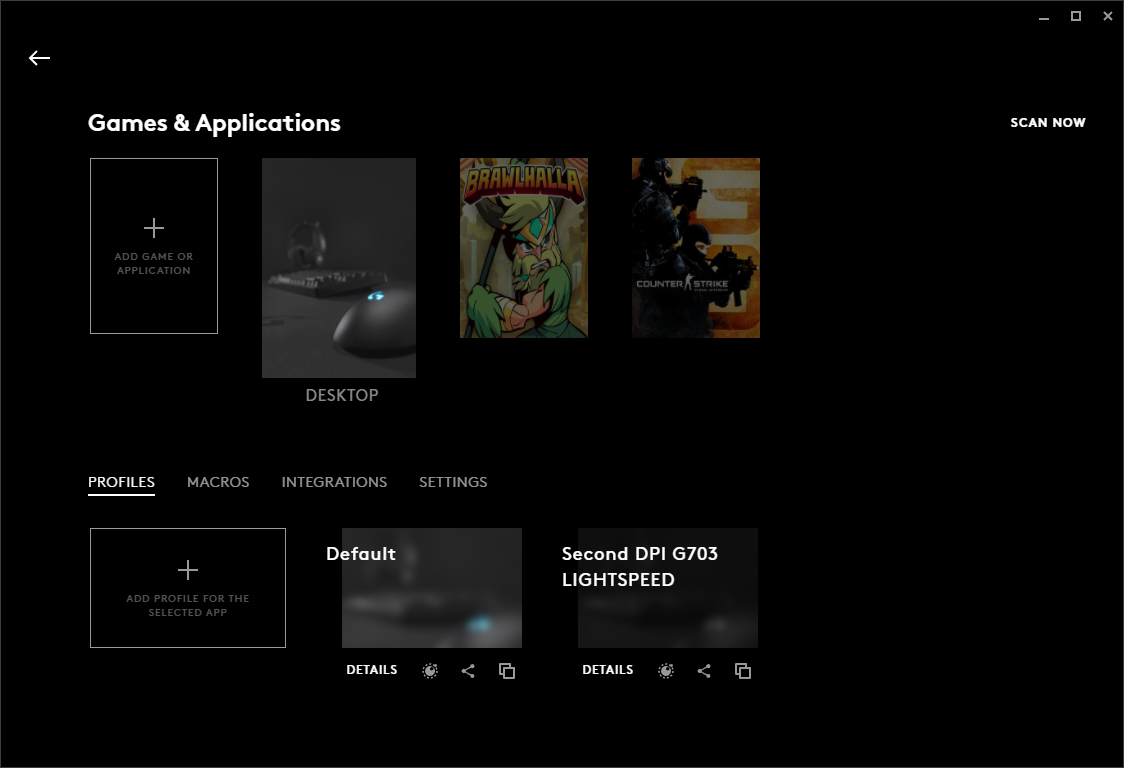 Games & Applications
SCAN NOW
ADD GAME OR
APPLICATION
BRAWLHALLA
COUNTER STRIKE
DESKTOP
PROFILES
MACROS
INTEGRATIONS
SETTINGS
ADD PROFILE FOR THE
SELECTED APP
Default
Second DPI G703
LIGHTSPEED
DETAILS
DETAILS